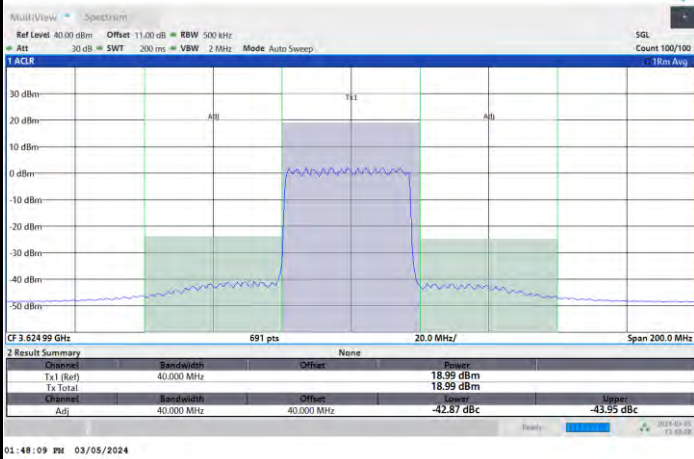 MultiView Spectrum
Ref Level 40.00 dBm Offset 11.00 dB RBW 500 kHz SGL
Att 30 dB SWT 200 ms VBW 2 MHz Mode Auto Sweep Count 100/100
1 ACLR 1Rm Avg
Tx1
Adj Adj
30 dBm
20 dBm
10 dBm
0 dBm
-10 dBm
-20 dBm
-30 dBm
-40 dBm
-50 dBm
CF 3.624 99 GHz 691 pts 20.0 MHz/ Span 200.0 MHz
2 Result Summary None
Channel Bandwidth Offset Power
Tx1 (Ref) 40.000 MHz 18.99 dBm
Tx Total 18.99 dBm
Channel Bandwidth Offset Lower Upper
Adj 40.000 MHz 40.000 MHz -42.87 dBc -43.95 dBc
Ready
01:48:09 PM 03/05/2024